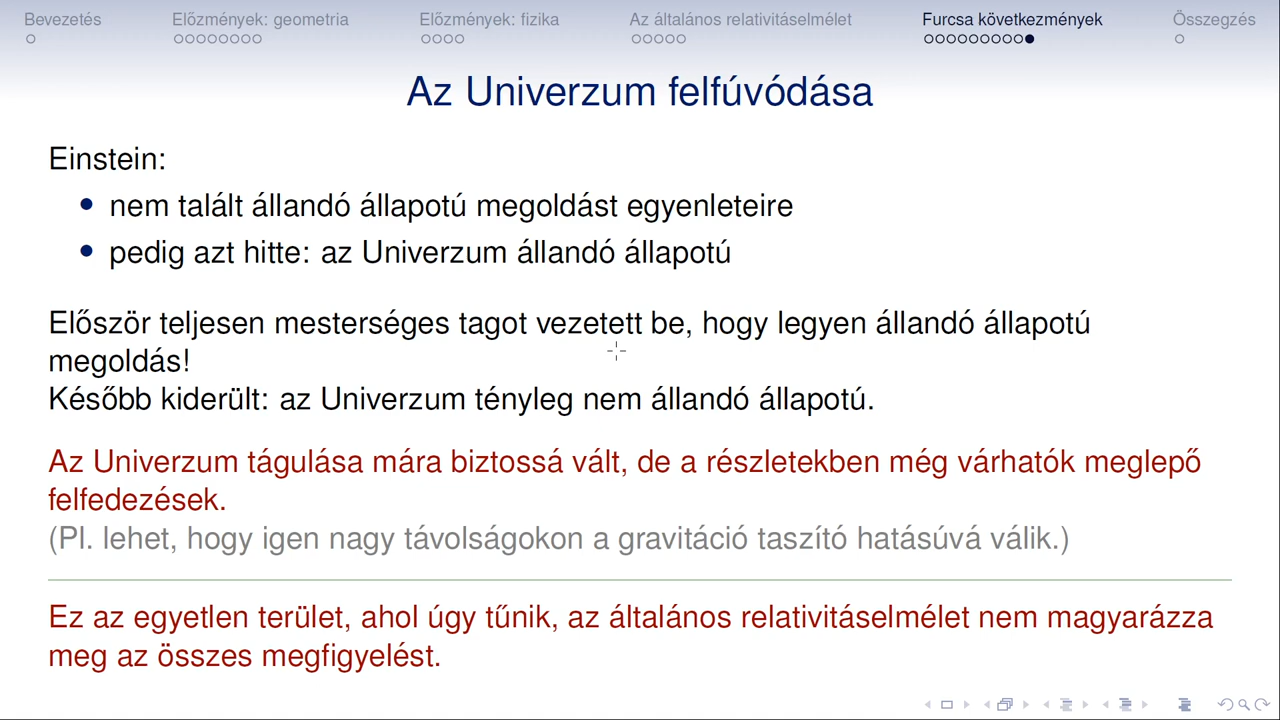 Bevezetés Előzmények: geometria Előzmények: fizika Az általános relativitáselmélet Furcsa következmények Összegzés
Az Univerzum felfúvódása
Einstein:
nem talált állandó állapotú megoldást egyenleteire
pedig azt hitte: az Univerzum állandó állapotú
Először teljesen mesterséges tagot vezetett be, hogy legyen állandó állapotú
megoldás!
Később kiderült: az Univerzum tényleg nem állandó állapotú.
Az Univerzum tágulása mára biztossá vált, de a részletekben még várhatók meglepő
felfedezések.
(Pl. lehet, hogy igen nagy távolságokon a gravitáció taszító hatásúvá válik.)
Ez az egyetlen terület, ahol úgy tűnik, az általános relativitáselmélet nem magyarázza
meg az összes megfigyelést.